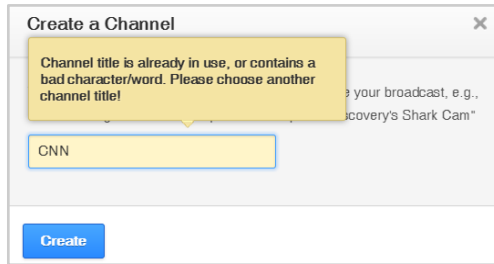 Create a Channel
×
Channel title is already in use, or contains a
bad character/word. Please choose another
channel title!
your broadcast, e.g.,
Shark Cam"
CNN
Create